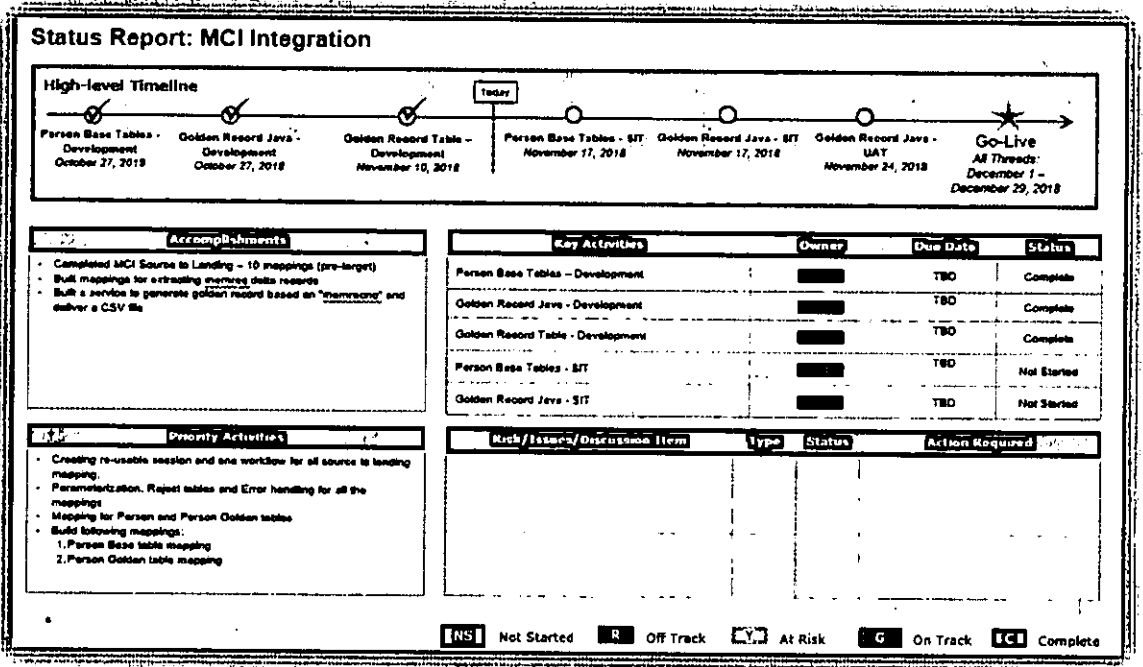 Status Report: MCI Integration
High-level Timeline
Today
Person Base Tables -
Development
October 27, 2018
Golden Record Java -
Development
October 27, 2018
Golden Record Table –
Development
November 10, 2018
Person Base Tables - SIT
November 17, 2018
Golden Record Java - SIT
November 17, 2018
Golden Record Java -
UAT
November 24, 2018
Go-Live
All Threads:
December 1 –
December 29, 2018
Accomplishments
- Completed MCI Source to Landing – 10 mappings (pre-target)
- Built mappings for extracting memreq delta records
- Built a service to generate golden record based on "memrecno" and
deliver a CSV file
Key Activities Owner Due Date Status
Person Base Tables – Development TBD Complete
Golden Record Java - Development TBD Complete
Golden Record Table - Development TBD Complete
Person Base Tables - SIT TBD Not Started
Golden Record Java - SIT TBD Not Started
Priority Activities
- Creating re-usable session and one workflow for all source to landing
mapping.
- Parameterization, Reject tables and Error handling for all the
mappings
- Mapping for Person and Person Golden tables
- Build following mappings:
1. Person Base table mapping
2. Person Golden table mapping
Risk/Issues/Discussion Item Type Status Action Required
NS Not Started R Off Track Y At Risk G On Track C Complete